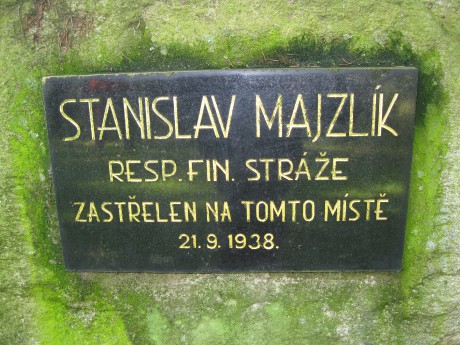 STANISLAV MAJZLÍK
RESP. FIN. STRÁŽE
ZASTŘELEN NA TOMTO MÍSTĚ
21. 9. 1938.